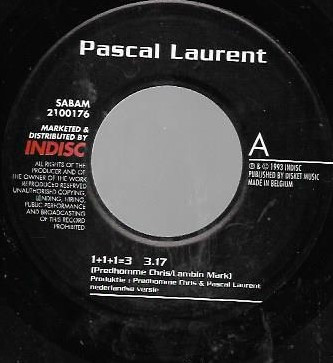 Pascal Laurent
SABAM
2100176
MARKETED &
DISTRIBUTED BY
INDISC
ALL RIGHTS OF THE
PRODUCER AND OF
THE OWNER OF THE WORK
REPRODUCED RESERVED
UNAUTHORISED COPYING,
LENDING, HIRING,
PUBLIC PERFORMANCE
AND BROADCASTING
OF THIS RECORD
PROHIBITED
A
℗ & © 1993 INDISC
PUBLISHED BY DISKET MUSIC
MADE IN BELGIUM
1+1+1=3 3.17
(Predhomme Chris/Lambin Mark)
Produktie : Predhomme Chris & Pascal Laurent
nederlandse versie